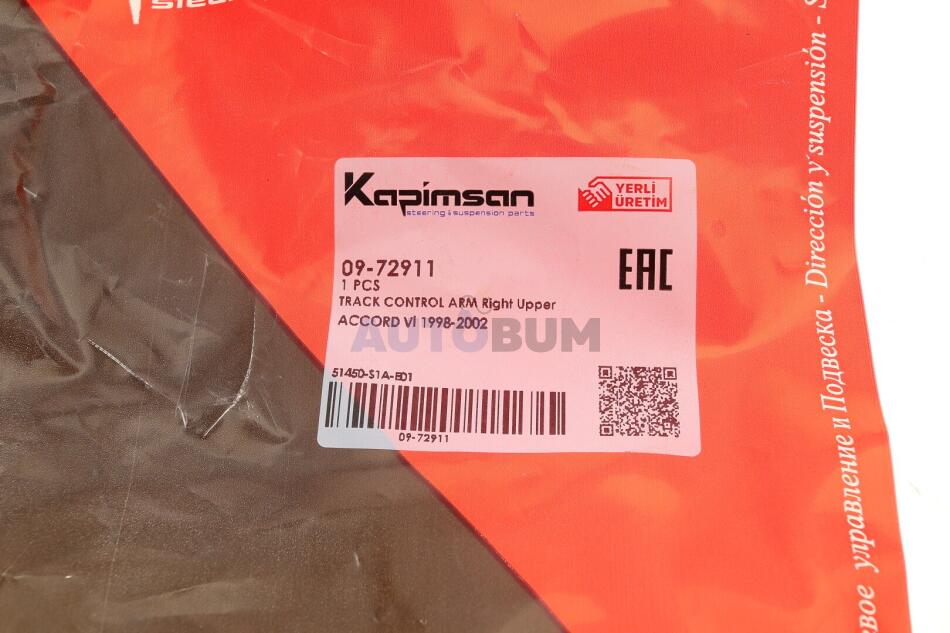 Kapimsan
steering & suspension parts
YERLİ
ÜRETİM
09-72911
1 PCS
EAC
TRACK CONTROL ARM Right Upper
ACCORD VI 1998-2002
AUTOBUM
51450-S1A-E01
09-72911
управление и Подвеска - Dirección y suspensión -